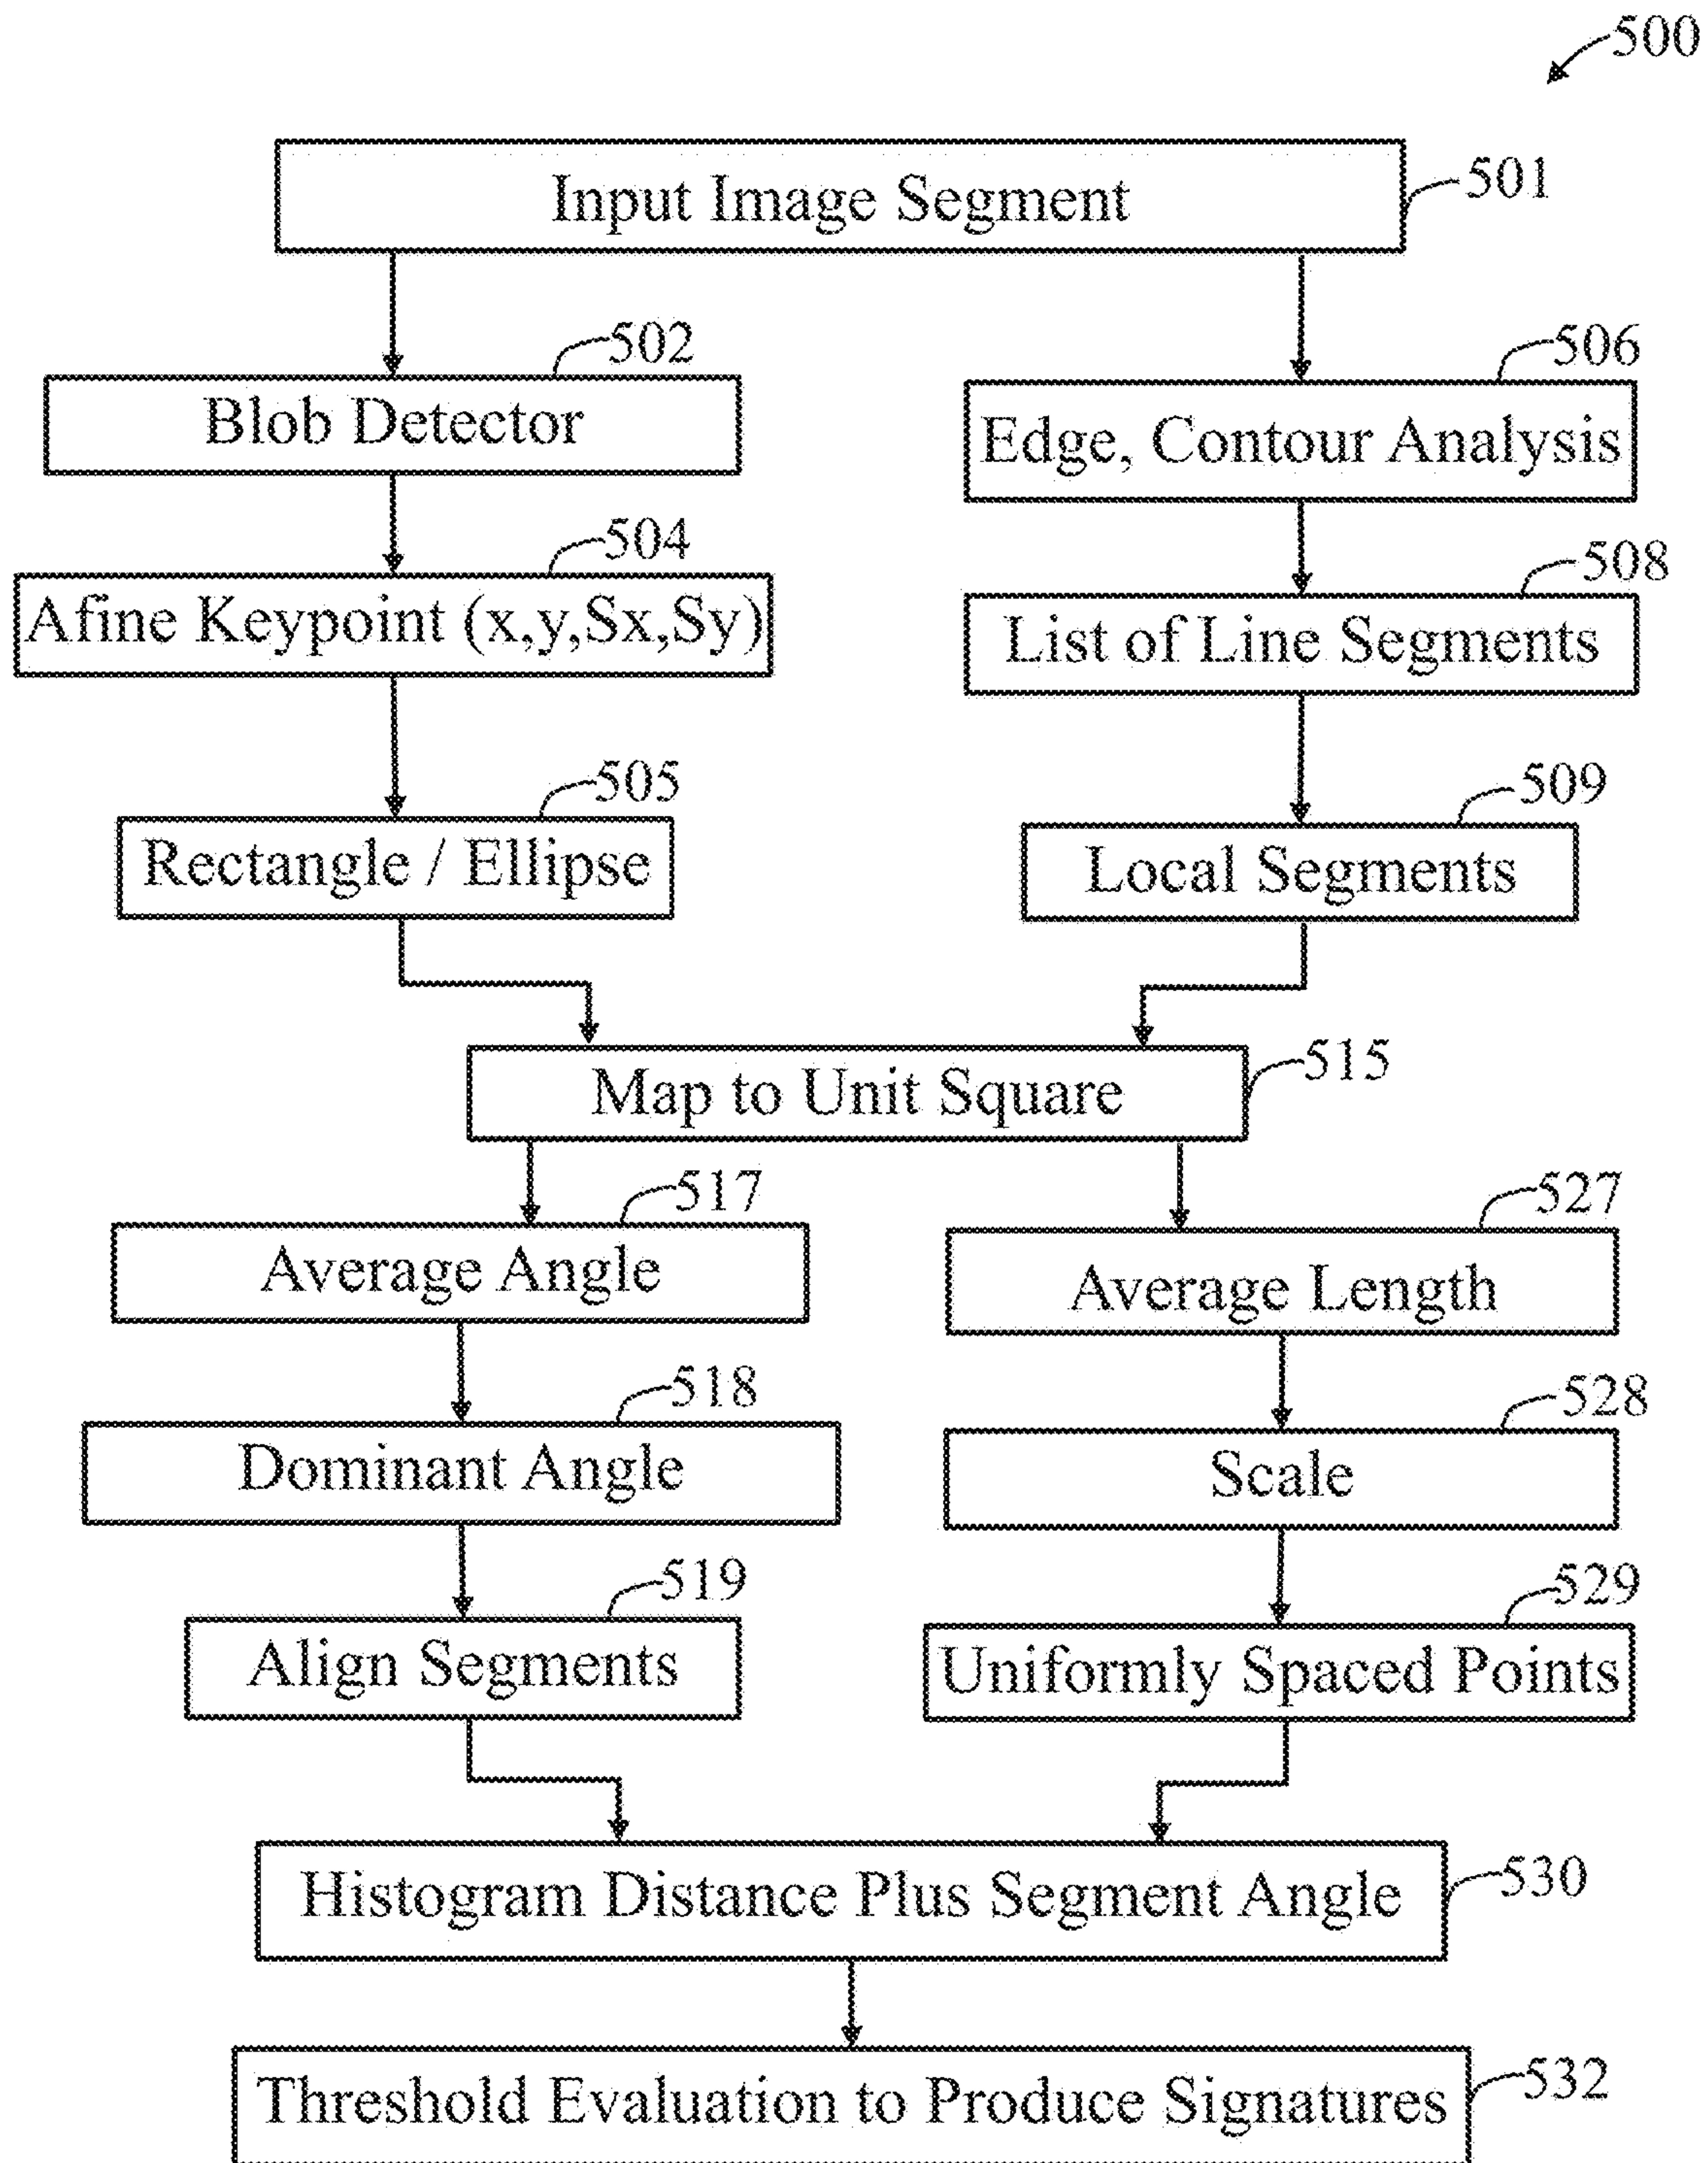 500
Input Image Segment
501
502
Blob Detector
506
Edge, Contour Analysis
504
Afine Keypoint (x,y,Sx,Sy)
508
List of Line Segments
505
Rectangle / Ellipse
509
Local Segments
Map to Unit Square
515
517
Average Angle
527
Average Length
518
Dominant Angle
528
Scale
519
Align Segments
529
Uniformly Spaced Points
Histogram Distance Plus Segment Angle
530
Threshold Evaluation to Produce Signatures
532